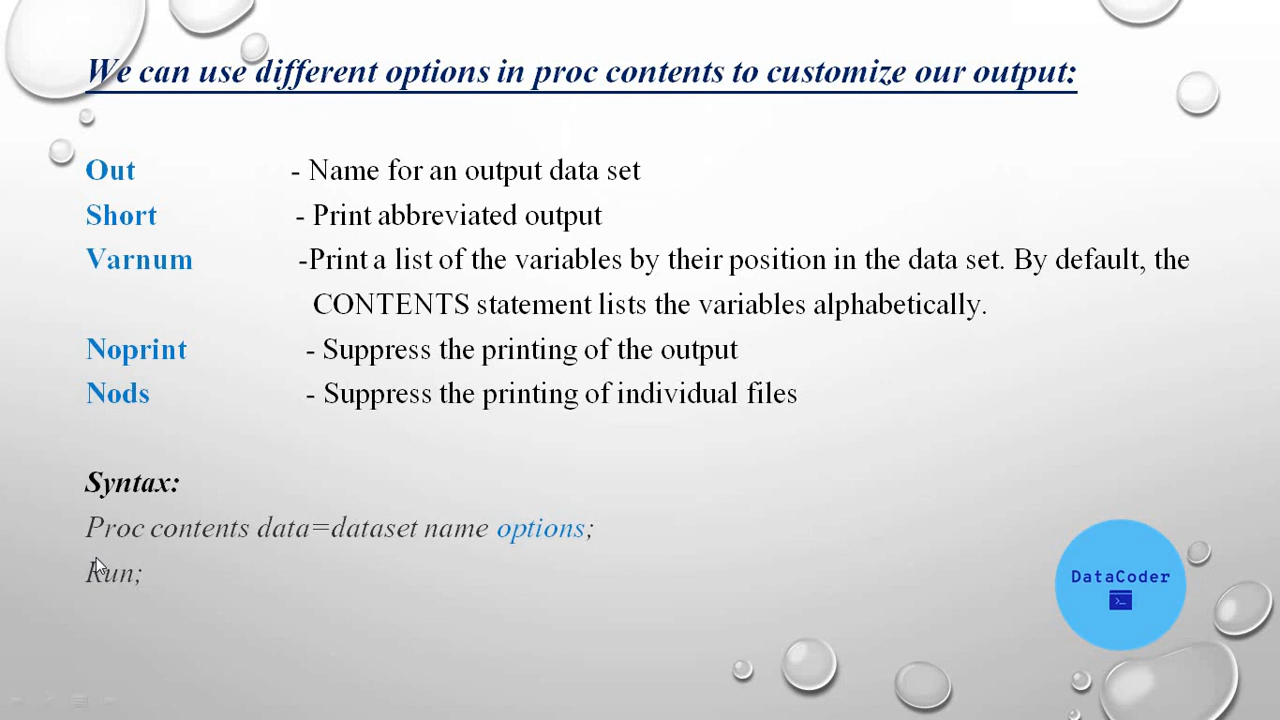 We can use different options in proc contents to customize our output:
Out - Name for an output data set
Short - Print abbreviated output
Varnum -Print a list of the variables by their position in the data set. By default, the
CONTENTS statement lists the variables alphabetically.
Noprint - Suppress the printing of the output
Nods - Suppress the printing of individual files
Syntax:
Proc contents data=dataset name options;
Run;
DataCoder
>_